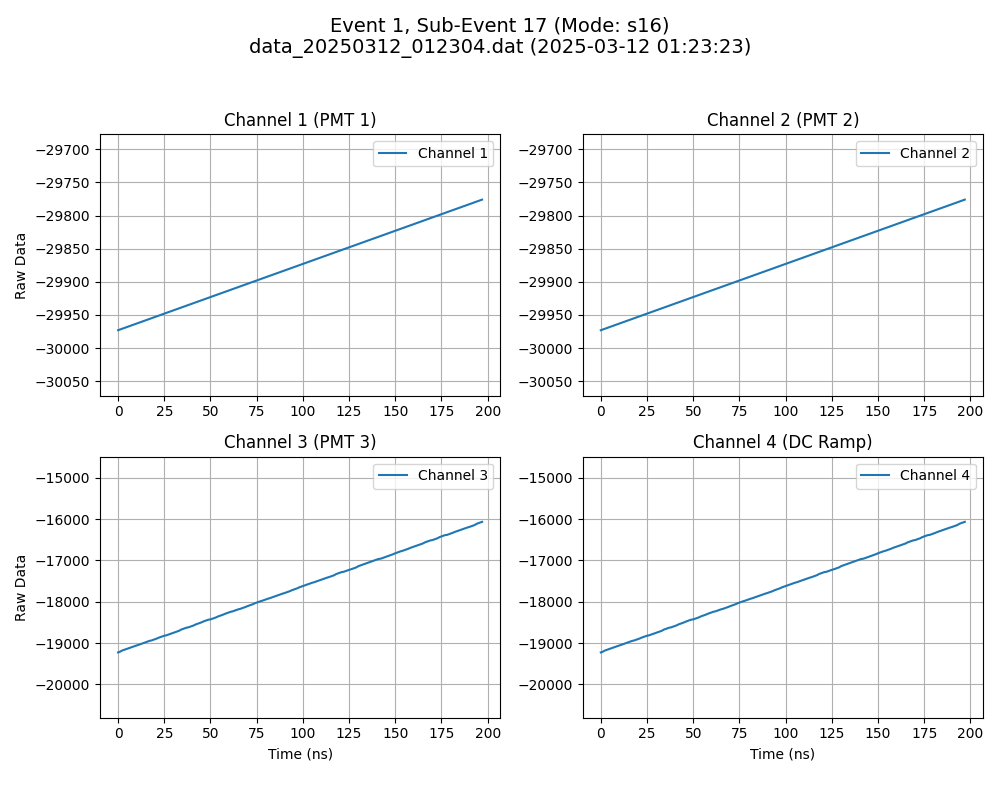 Event 1, Sub-Event 17 (Mode: s16)
data_20250312_012304.dat (2025-03-12 01:23:23)
Channel 1 (PMT 1)
Channel 1
−29700
−29750
−29800
−29850
−29900
−29950
−30000
−30050
Raw Data
0 25 50 75 100 125 150 175 200
Channel 2 (PMT 2)
Channel 2
−29700
−29750
−29800
−29850
−29900
−29950
−30000
−30050
0 25 50 75 100 125 150 175 200
Channel 3 (PMT 3)
Channel 3
−15000
−16000
−17000
−18000
−19000
−20000
Raw Data
0 25 50 75 100 125 150 175 200
Time (ns)
Channel 4 (DC Ramp)
Channel 4
−15000
−16000
−17000
−18000
−19000
−20000
0 25 50 75 100 125 150 175 200
Time (ns)